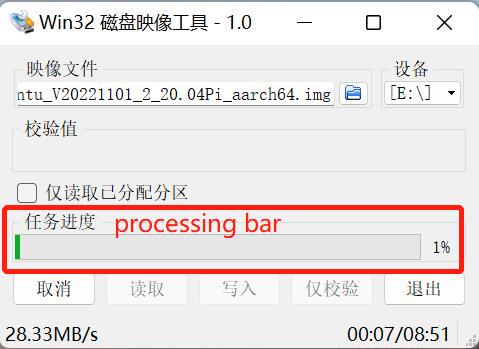 Win32 磁盘映像工具 - 1.0
映像文件
设备
ntu_V20221101_2_20.04Pi_aarch64.img
[E:\]
校验值
仅读取已分配分区
任务进度 processing bar
1%
取消 读取 写入 仅校验 退出
28.33MB/s 00:07/08:51